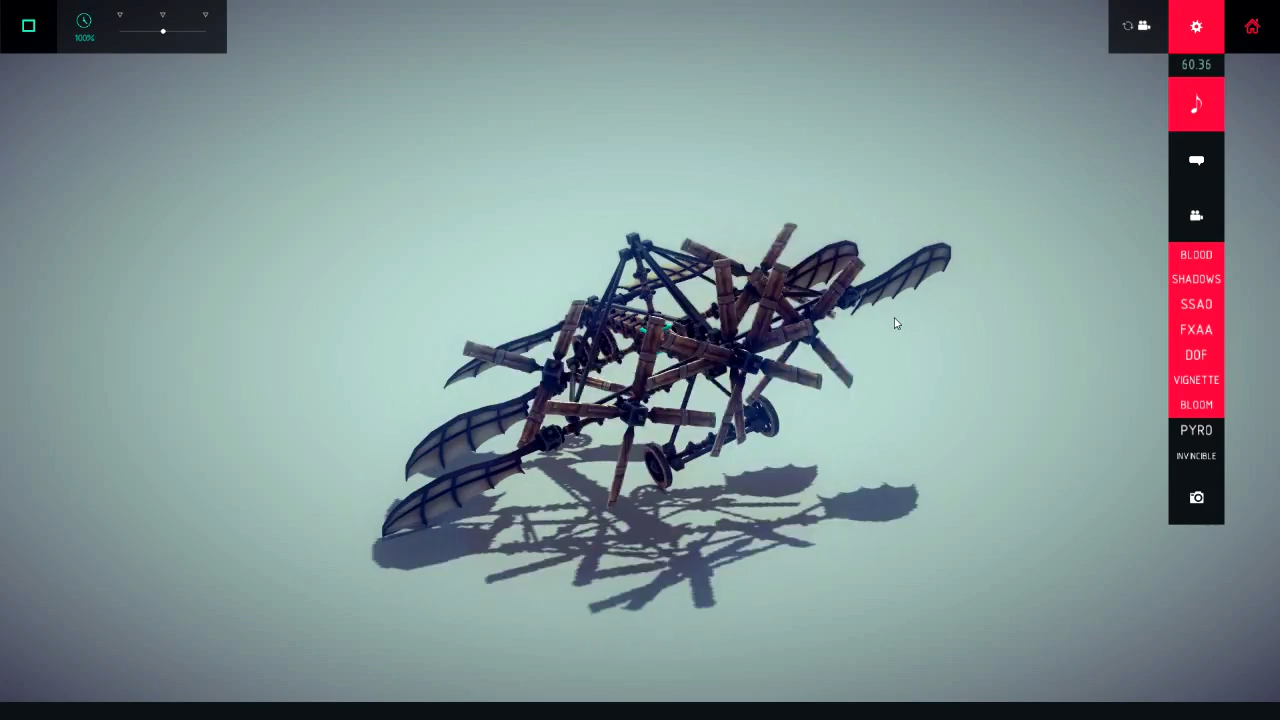 100%
60.36
BLOOD
SHADOWS
SSAO
FXAA
DOF
VIGNETTE
BLOOM
PYRO
INVINCIBLE